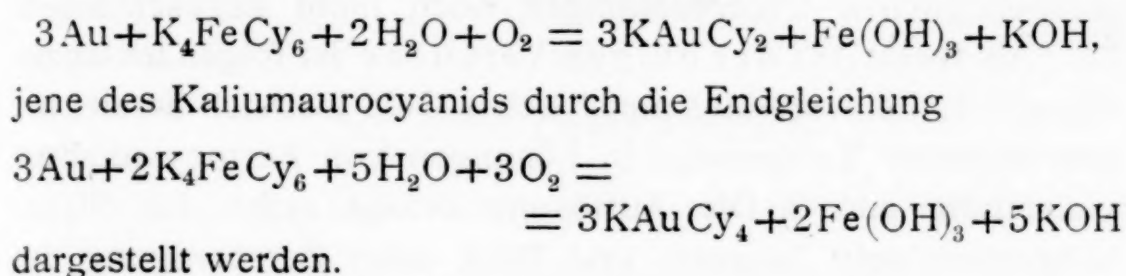 3Au+K₄FeCy₆+2H₂O+O₂ = 3KAuCy₂+Fe(OH)₃+KOH,
jene des Kaliumaurocyanids durch die Endgleichung
3Au+2K₄FeCy₆+5H₂O+3O₂ =
= 3KAuCy₄+2Fe(OH)₃+5KOH
dargestellt werden.